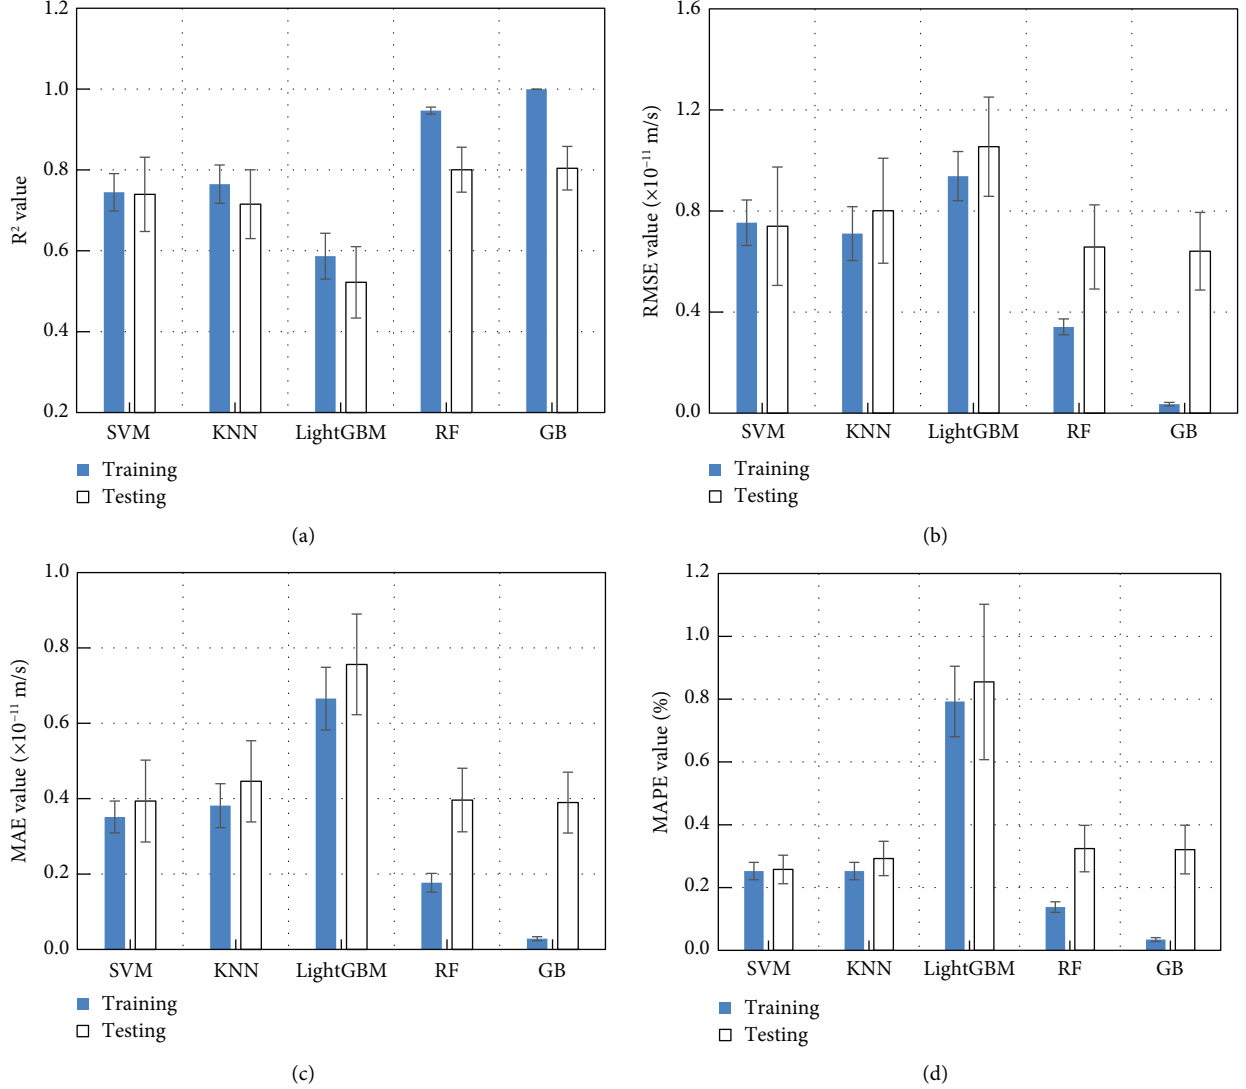 1.2
1.0
0.8
0.6
0.4
0.2
R² value
SVM KNN LightGBM RF GB
Training
Testing
(a)
1.6
1.2
0.8
0.4
0.0
RMSE value (×10⁻¹¹ m/s)
SVM KNN LightGBM RF GB
Training
Testing
(b)
1.0
0.8
0.6
0.4
0.2
0.0
MAE value (×10⁻¹¹ m/s)
SVM KNN LightGBM RF GB
Training
Testing
(c)
1.2
1.0
0.8
0.6
0.4
0.2
0.0
MAPE value (%)
SVM KNN LightGBM RF GB
Training
Testing
(d)